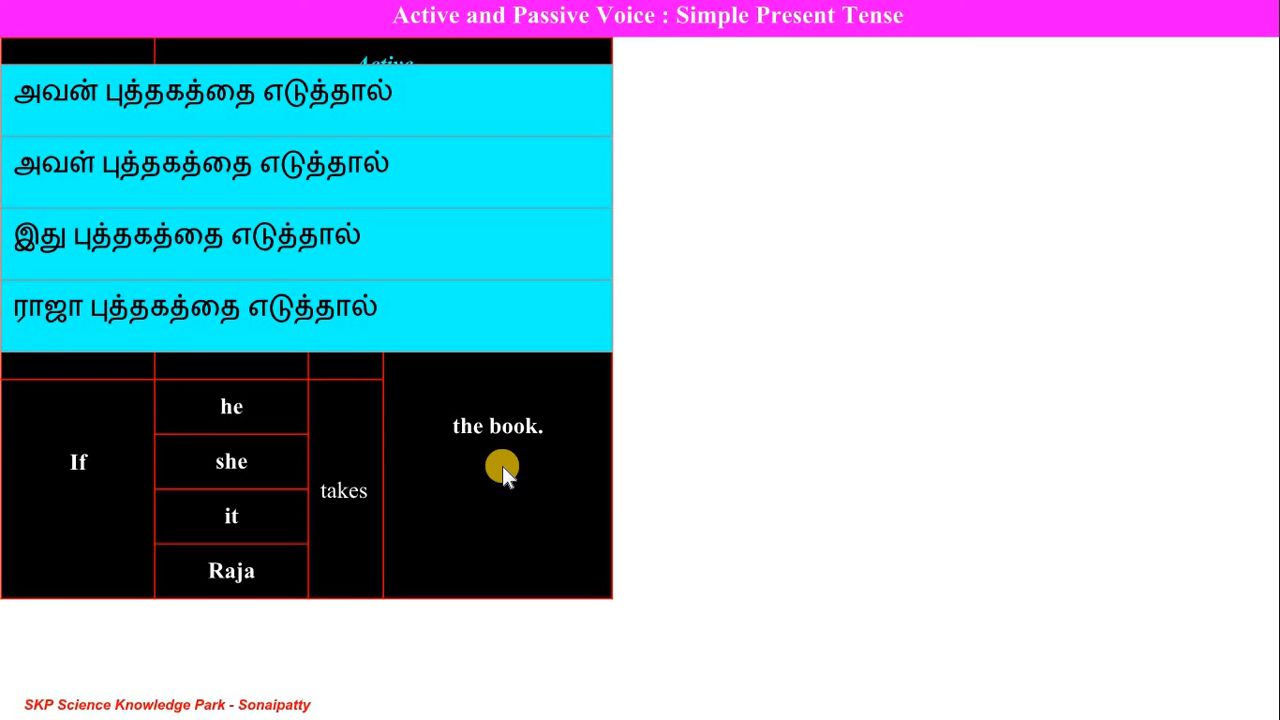 Active and Passive Voice : Simple Present Tense
Active
அவன் புத்தகத்தை எடுத்தால்
அவள் புத்தகத்தை எடுத்தால்
இது புத்தகத்தை எடுத்தால்
ராஜா புத்தகத்தை எடுத்தால்
he
the book.
If
she
takes
it
Raja
SKP Science Knowledge Park - Sonaipatty